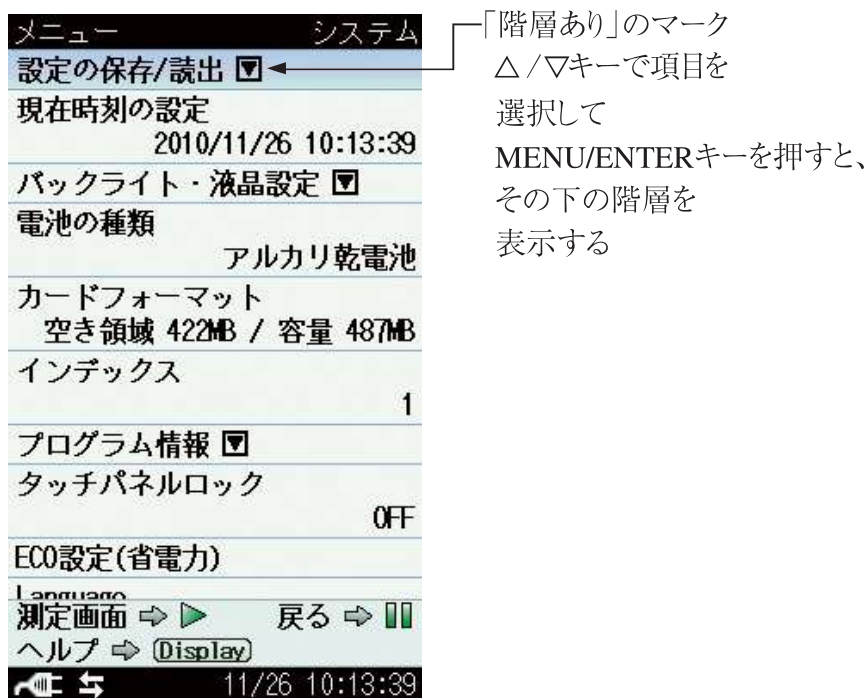 メニュー システム
設定の保存/読出 ▼
現在時刻の設定
2010/11/26 10:13:39
バックライト・液晶設定 ▼
電池の種類
アルカリ乾電池
カードフォーマット
空き領域 422MB / 容量 487MB
インデックス
1
プログラム情報 ▼
タッチパネルロック
OFF
ECO設定(省電力)
Language
測定画面 ⇨ ▷ 戻る ⇨ ▯▯
ヘルプ ⇨ Display
11/26 10:13:39
「階層あり」のマーク
△/▽キーで項目を
選択して
MENU/ENTERキーを押すと、
その下の階層を
表示する